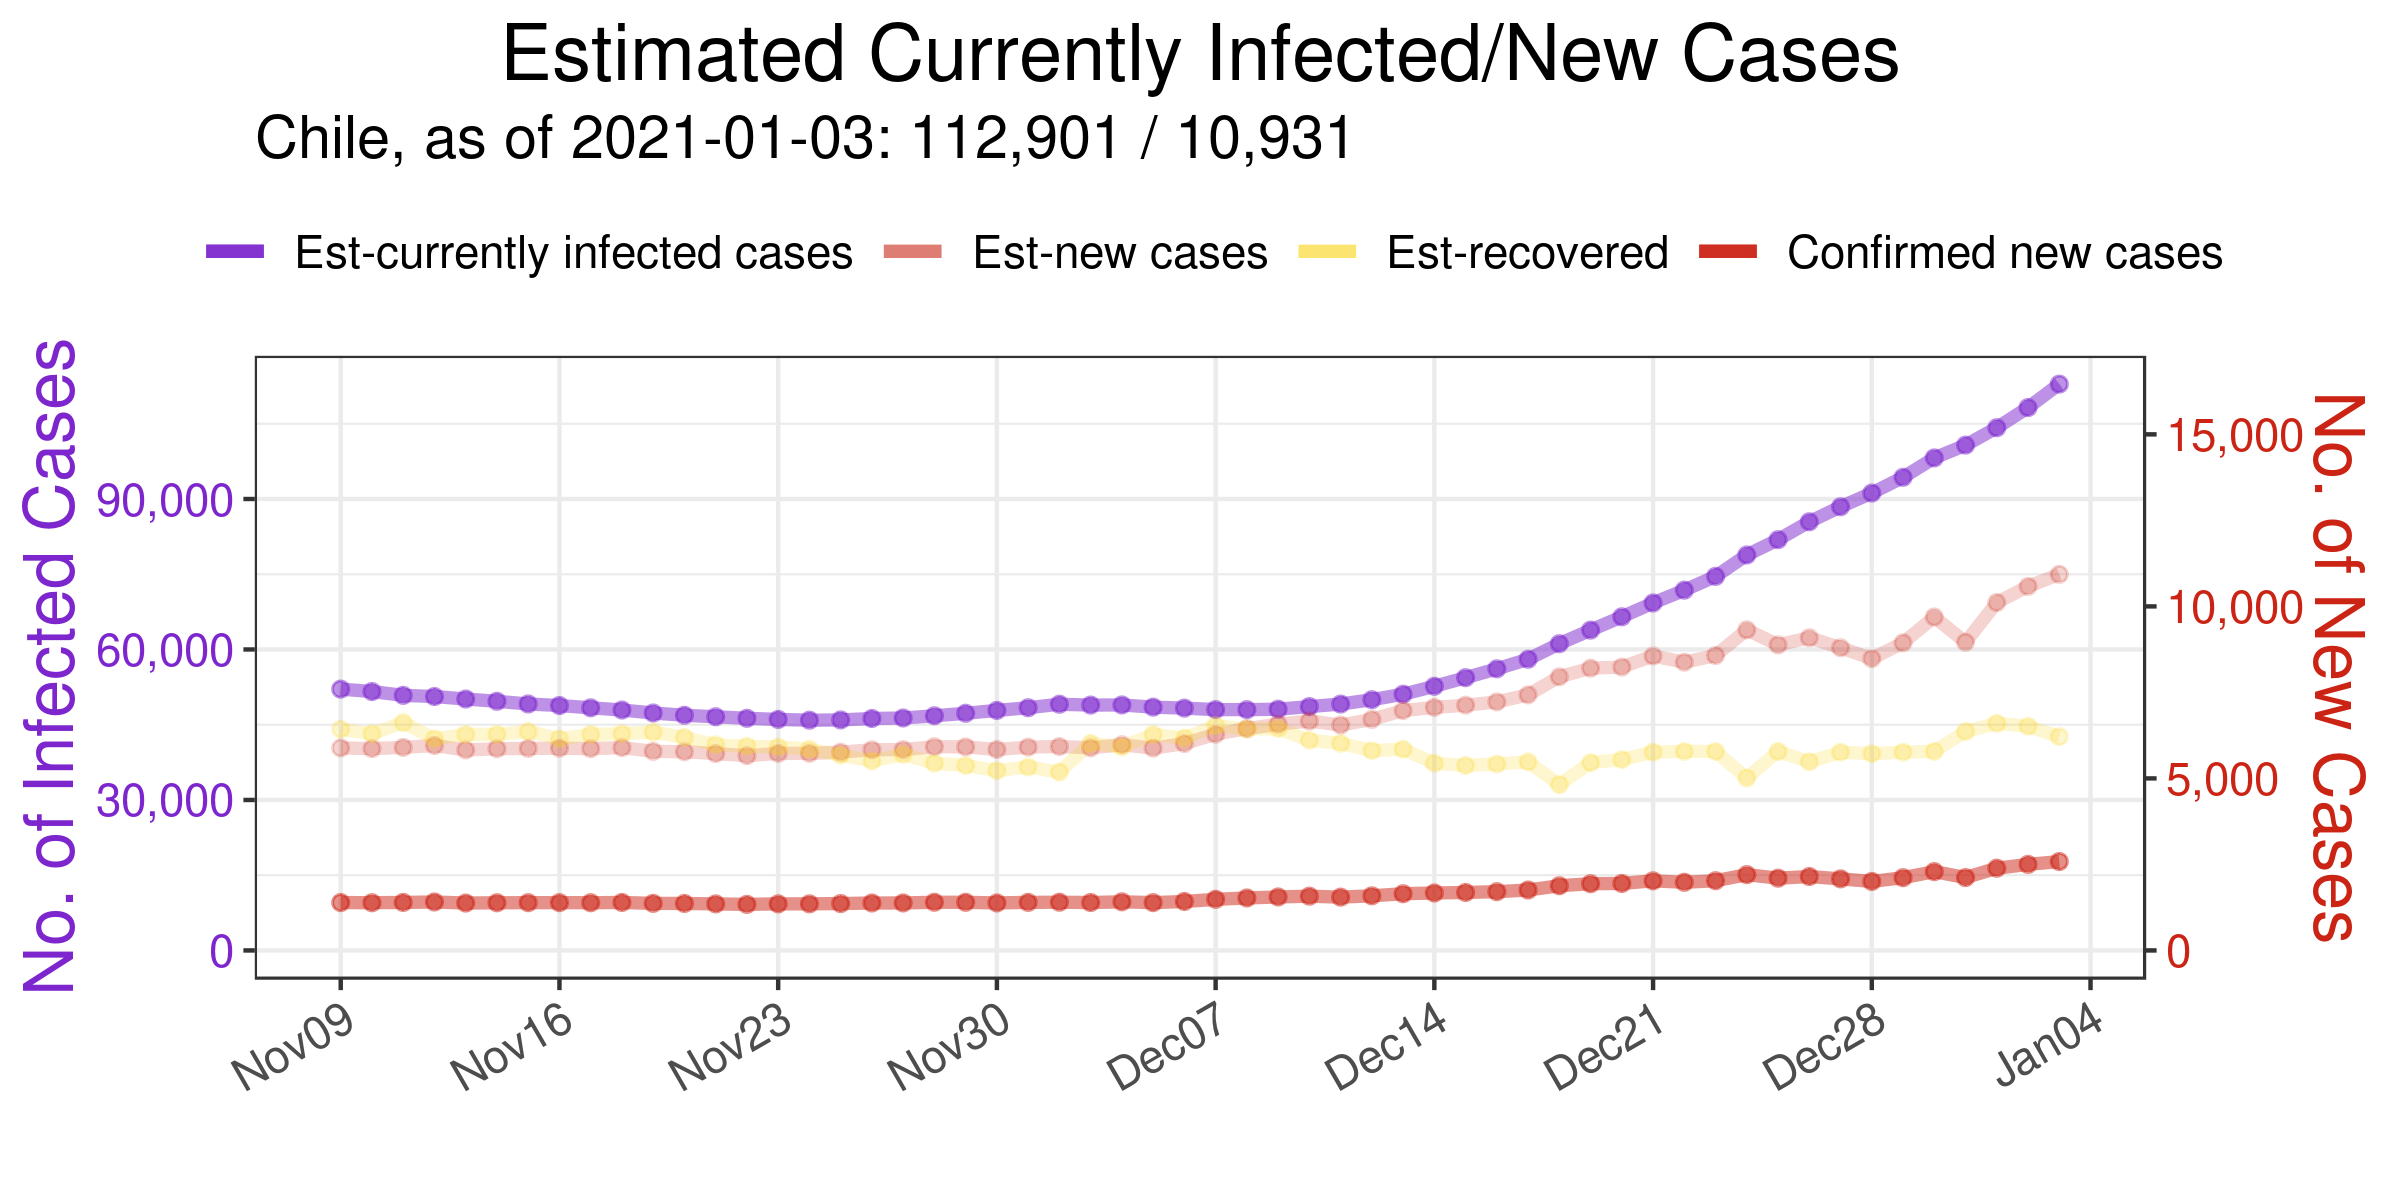 Estimated Currently Infected/New Cases
Chile, as of 2021-01-03: 112,901 / 10,931
Est-currently infected cases Est-new cases Est-recovered Confirmed new cases
No. of Infected Cases
90,000
60,000
30,000
0
15,000
10,000
5,000
0
No. of New Cases
Nov09 Nov16 Nov23 Nov30 Dec07 Dec14 Dec21 Dec28 Jan04